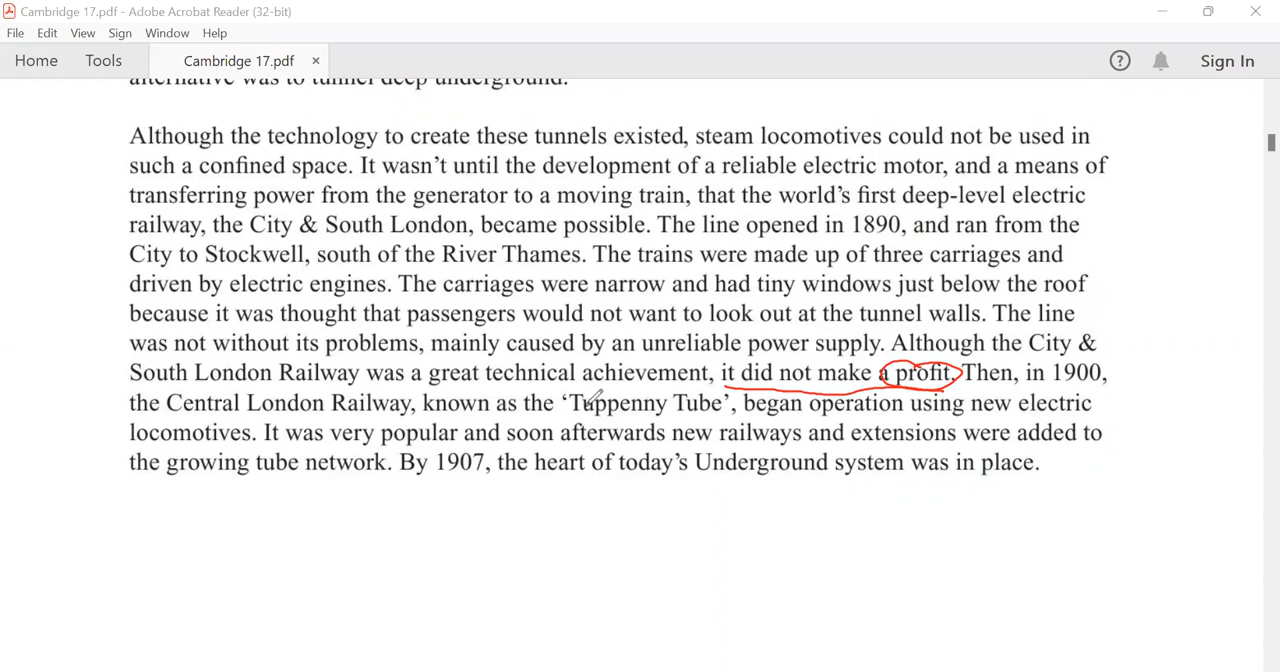 Cambridge 17.pdf - Adobe Acrobat Reader (32-bit)
File Edit View Sign Window Help
Home Tools Cambridge 17.pdf × ? Sign In
alternative was to tunnel deep underground.
Although the technology to create these tunnels existed, steam locomotives could not be used in
such a confined space. It wasn’t until the development of a reliable electric motor, and a means of
transferring power from the generator to a moving train, that the world’s first deep-level electric
railway, the City & South London, became possible. The line opened in 1890, and ran from the
City to Stockwell, south of the River Thames. The trains were made up of three carriages and
driven by electric engines. The carriages were narrow and had tiny windows just below the roof
because it was thought that passengers would not want to look out at the tunnel walls. The line
was not without its problems, mainly caused by an unreliable power supply. Although the City &
South London Railway was a great technical achievement, it did not make a profit. Then, in 1900,
the Central London Railway, known as the ‘Tuppenny Tube’, began operation using new electric
locomotives. It was very popular and soon afterwards new railways and extensions were added to
the growing tube network. By 1907, the heart of today’s Underground system was in place.